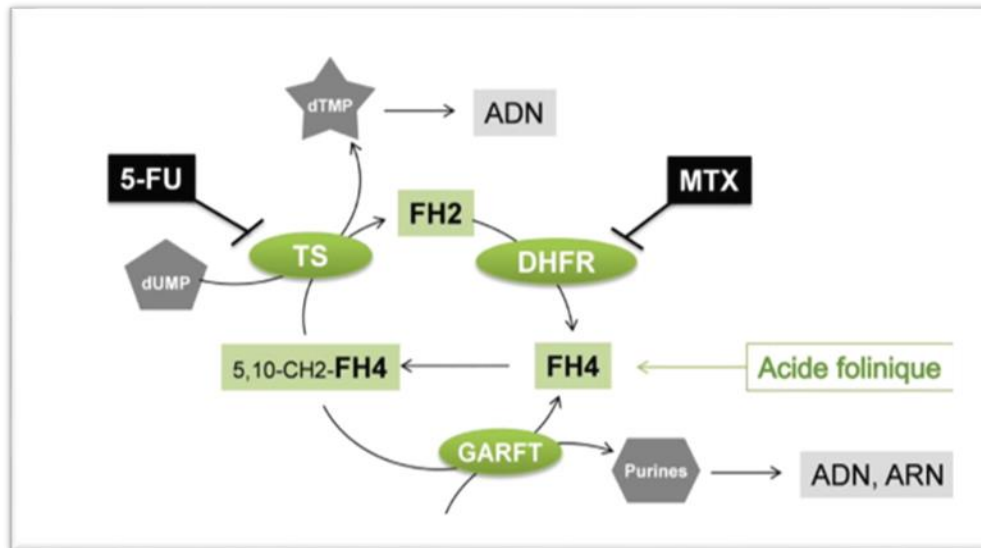 dTMP
ADN
5-FU
MTX
FH2
TS
DHFR
dUMP
5,10-CH2-FH4
FH4
Acide folinique
GARFT
Purines
ADN, ARN